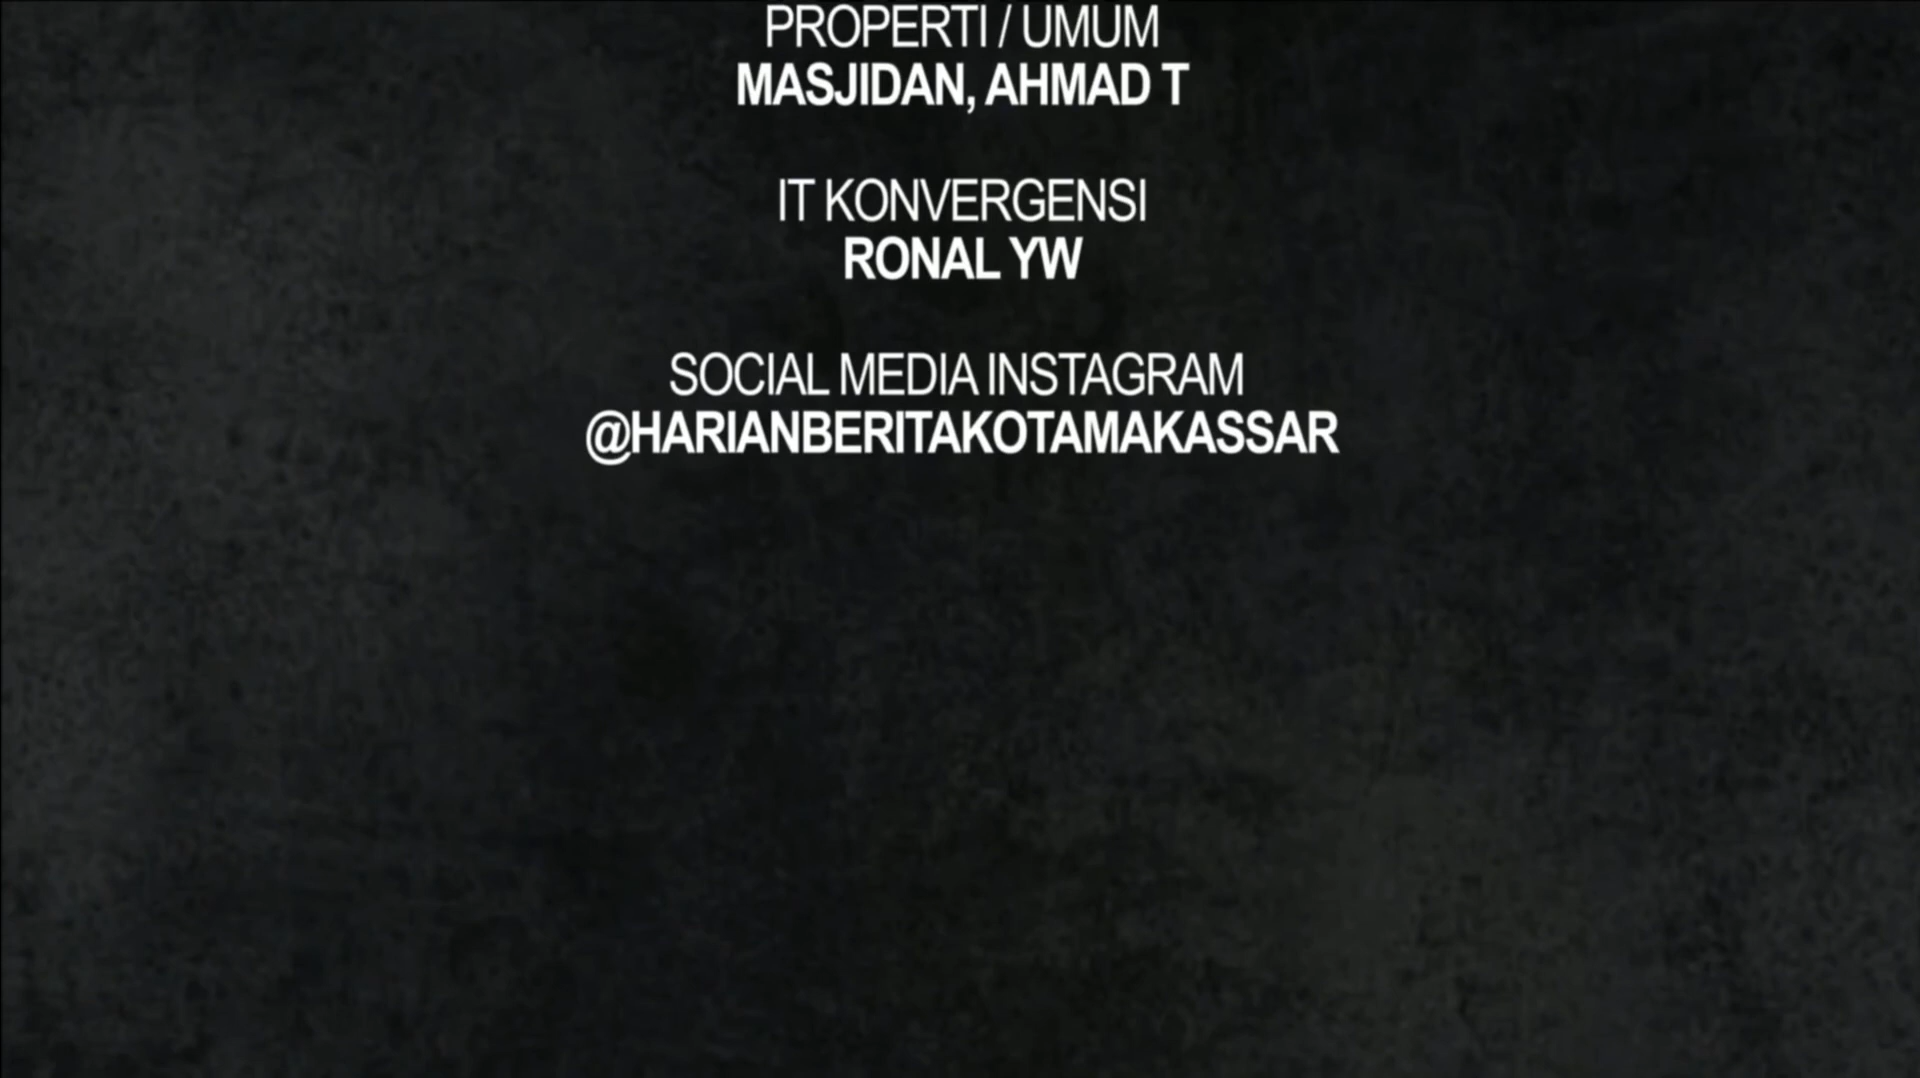 PROPERTI / UMUM
MASJIDAN, AHMAD T
IT KONVERGENSI
RONAL YW
SOCIAL MEDIA INSTAGRAM
@HARIANBERITAKOTAMAKASSAR